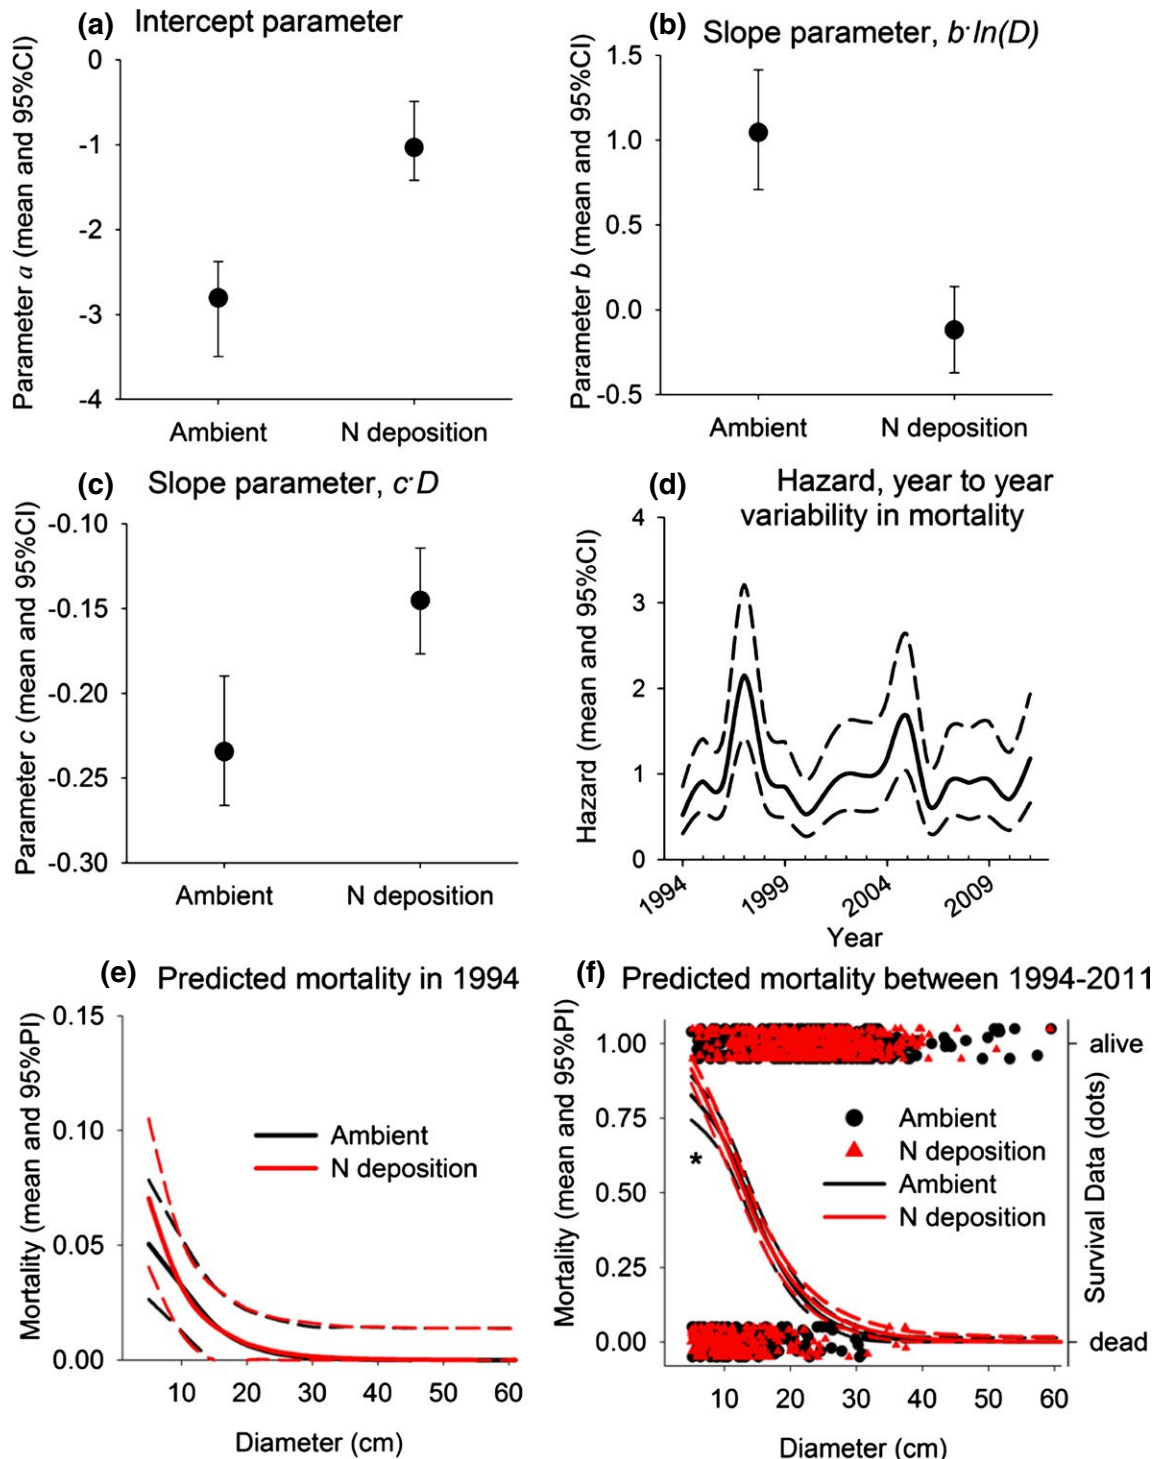 (a) Intercept parameter
Parameter a (mean and 95%CI)
0
-1
-2
-3
-4
Ambient
N deposition
(b) Slope parameter, b·ln(D)
Parameter b (mean and 95%CI)
1.5
1.0
0.5
0.0
-0.5
Ambient
N deposition
(c) Slope parameter, c·D
Parameter c (mean and 95%CI)
-0.10
-0.15
-0.20
-0.25
-0.30
Ambient
N deposition
(d) Hazard, year to year
variability in mortality
Hazard (mean and 95%CI)
4
3
2
1
0
1994
1999
2004
2009
Year
(e) Predicted mortality in 1994
Mortality (mean and 95%PI)
0.15
0.10
0.05
0.00
Ambient
N deposition
10 20 30 40 50 60
Diameter (cm)
(f) Predicted mortality between 1994-2011
Mortality (mean and 95%PI)
1.00
0.75
0.50
0.25
0.00
*
Ambient
N deposition
Ambient
N deposition
alive
dead
Survival Data (dots)
10 20 30 40 50 60
Diameter (cm)